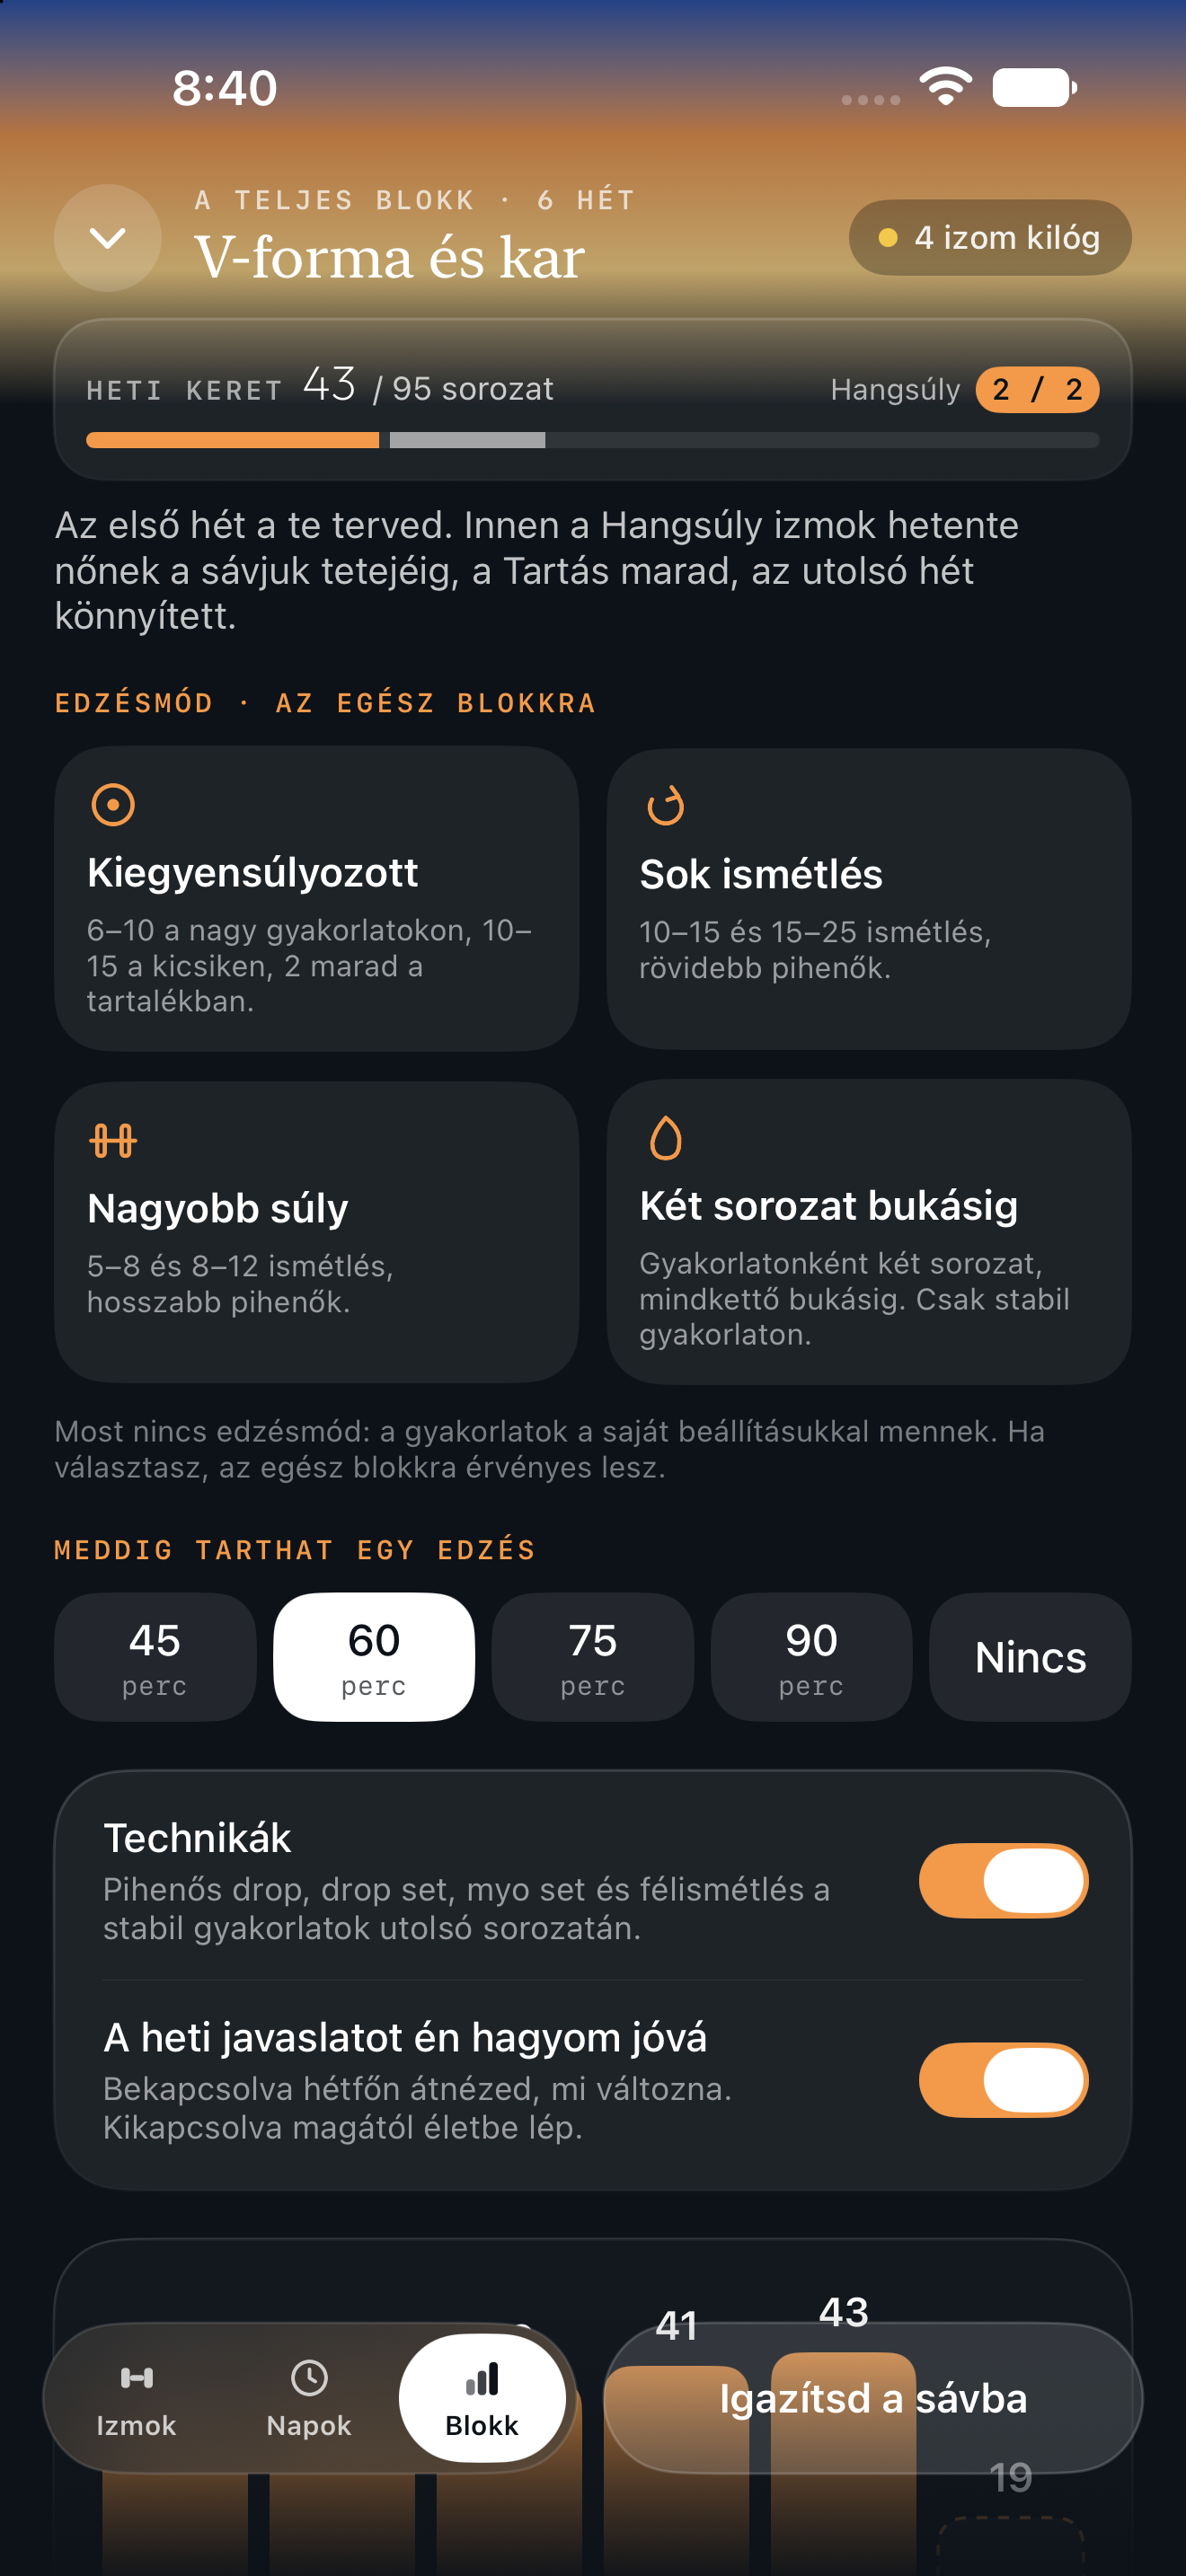 8:40
A TELJES BLOKK · 6 HÉT
V-forma és kar
4 izom kilóg
HETI KERET 43 / 95 sorozat
Hangsúly 2 / 2
Az első hét a te terved. Innen a Hangsúly izmok hetente
nőnek a sávjuk tetejéig, a Tartás marad, az utolsó hét
könnyített.
EDZÉSMÓD · AZ EGÉSZ BLOKKRA
Kiegyensúlyozott
6–10 a nagy gyakorlatokon, 10–
15 a kicsiken, 2 marad a
tartalékban.
Sok ismétlés
10–15 és 15–25 ismétlés,
rövidebb pihenők.
Nagyobb súly
5–8 és 8–12 ismétlés,
hosszabb pihenők.
Két sorozat bukásig
Gyakorlatonként két sorozat,
mindkettő bukásig. Csak stabil
gyakorlaton.
Most nincs edzésmód: a gyakorlatok a saját beállításukkal mennek. Ha
választasz, az egész blokkra érvényes lesz.
MEDDIG TARTHAT EGY EDZÉS
45
perc
60
perc
75
perc
90
perc
Nincs
Technikák
Pihenős drop, drop set, myo set és félismétlés a
stabil gyakorlatok utolsó sorozatán.
A heti javaslatot én hagyom jóvá
Bekapcsolva hétfőn átnézed, mi változna.
Kikapcsolva magától életbe lép.
41
43
Izmok
Napok
Blokk
Igazítsd a sávba
19